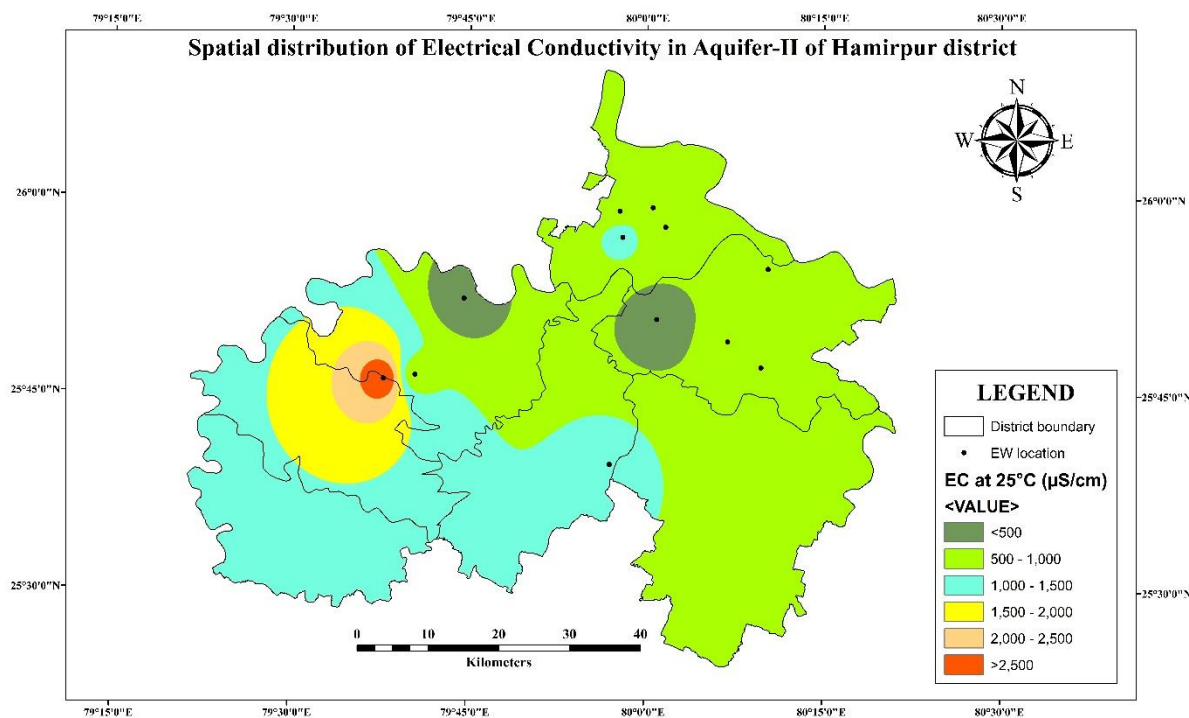 79°15'0"E 79°30'0"E 79°45'0"E 80°0'0"E 80°15'0"E 80°30'0"E
Spatial distribution of Electrical Conductivity in Aquifer-II of Hamirpur district
N
W E
S
26°0'0"N 26°0'0"N
25°45'0"N 25°45'0"N
25°30'0"N 25°30'0"N
LEGEND
District boundary
EW location
EC at 25°C (µS/cm)
<VALUE>
<500
500 - 1,000
1,000 - 1,500
1,500 - 2,000
2,000 - 2,500
>2,500
0 10 20 30 40
Kilometers
79°15'0"E 79°30'0"E 79°45'0"E 80°0'0"E 80°15'0"E 80°30'0"E